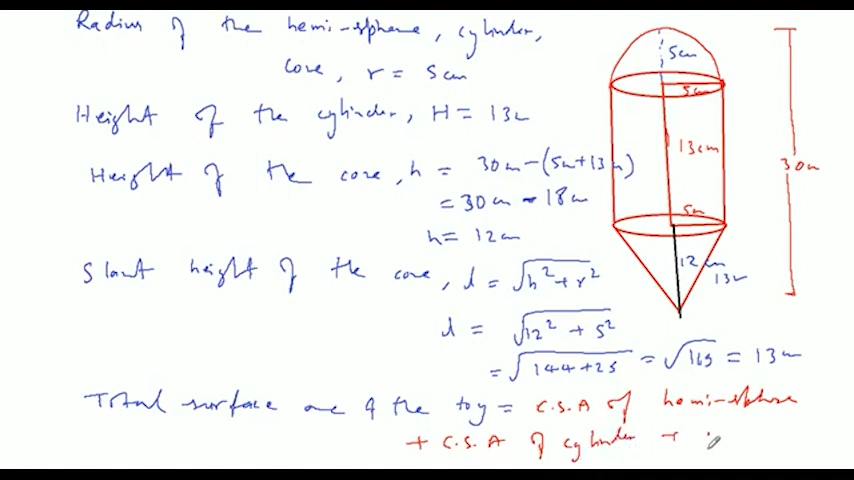 Radius of the hemi-sphere, cylinder,
cone, r = 5cm
Height of the cylinder, H = 13cm
Height of the cone, h = 30cm - (5cm+13cm)
= 30cm - 18cm
h = 12cm
Slant height of the cone, l = √h² + r²
l = √12² + 5²
= √144+25 = √169 = 13cm
Total surface are of the toy = C.S.A of hemi-sphere
+ C.S.A of cylinder +
5cm
5cm
13cm
30cm
5cm
12cm
13cm